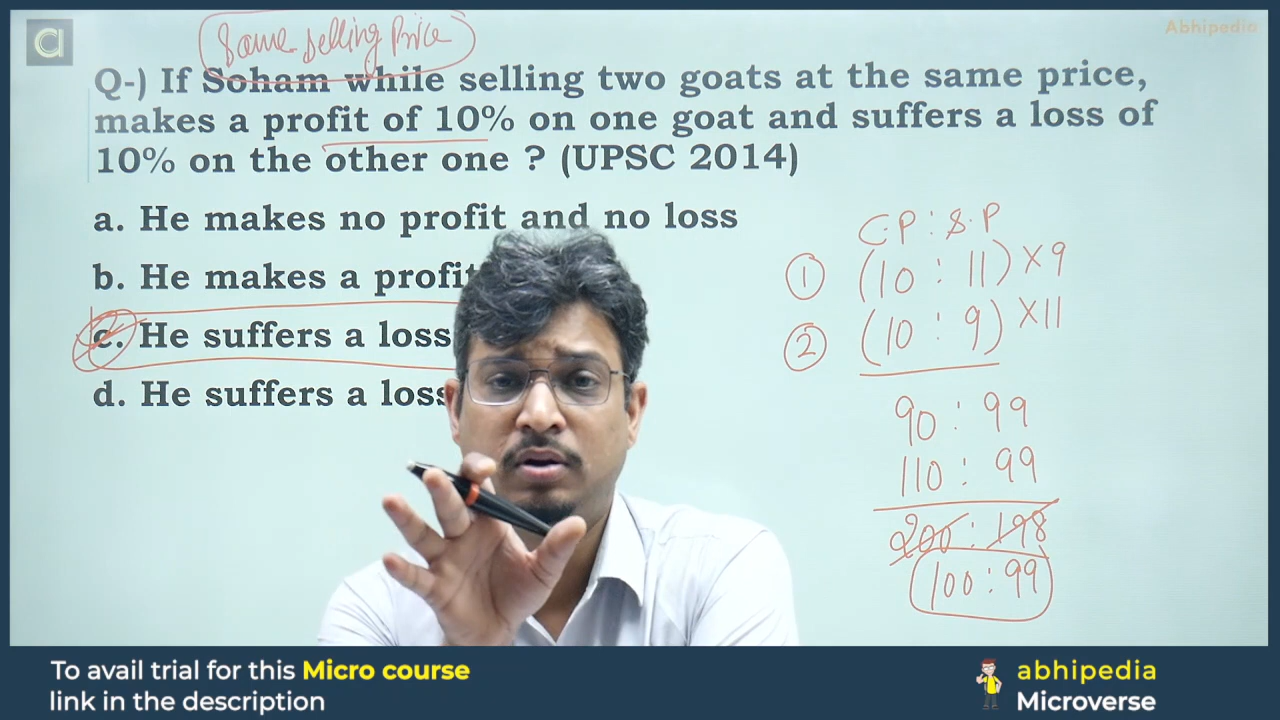 Same selling Price
Abhipedia
Q-) If Soham while selling two goats at the same price,
makes a profit of 10% on one goat and suffers a loss of
10% on the other one ? (UPSC 2014)
a. He makes no profit and no loss
b. He makes a profit
c. He suffers a loss
d. He suffers a loss
C.P : S.P
① (10 : 11) × 9
② (10 : 9) × 11
90 : 99
110 : 99
200 : 198
100 : 99
To avail trial for this Micro course
link in the description
abhipedia
Microverse